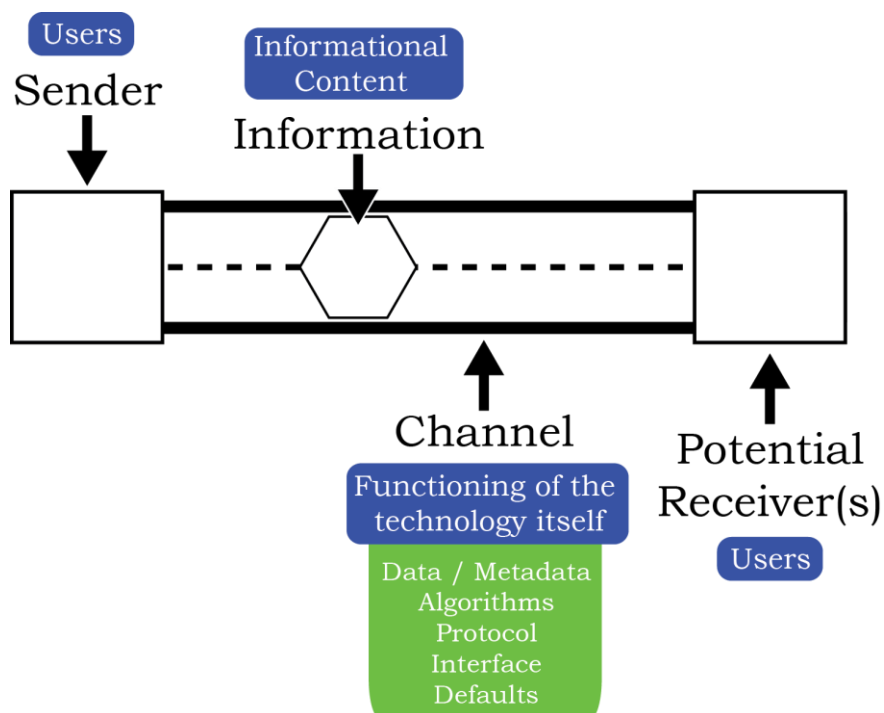 Users
Sender
Informational
Content
Information
Channel
Functioning of the
technology itself
Data / Metadata
Algorithms
Protocol
Interface
Defaults
Potential
Receiver(s)
Users